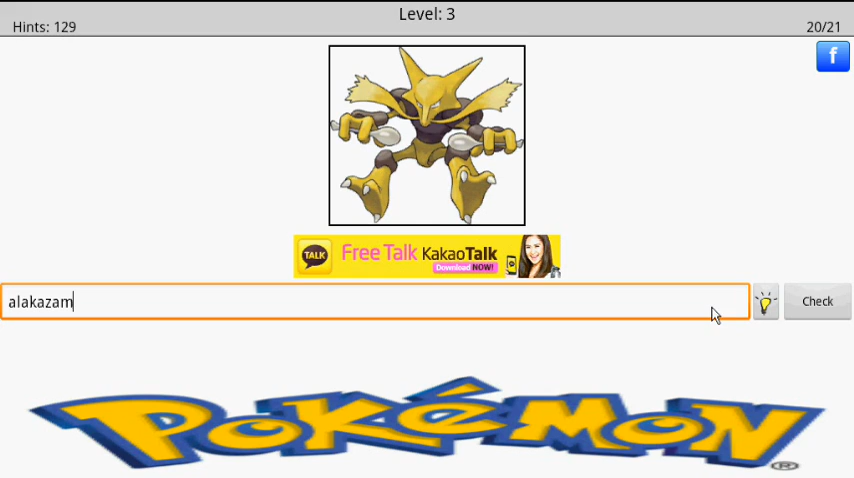 Level: 3
Hints: 129
20/21
f
TALK
Free Talk KakaoTalk
Download NOW!
alakazam
Check
POKéMON
®